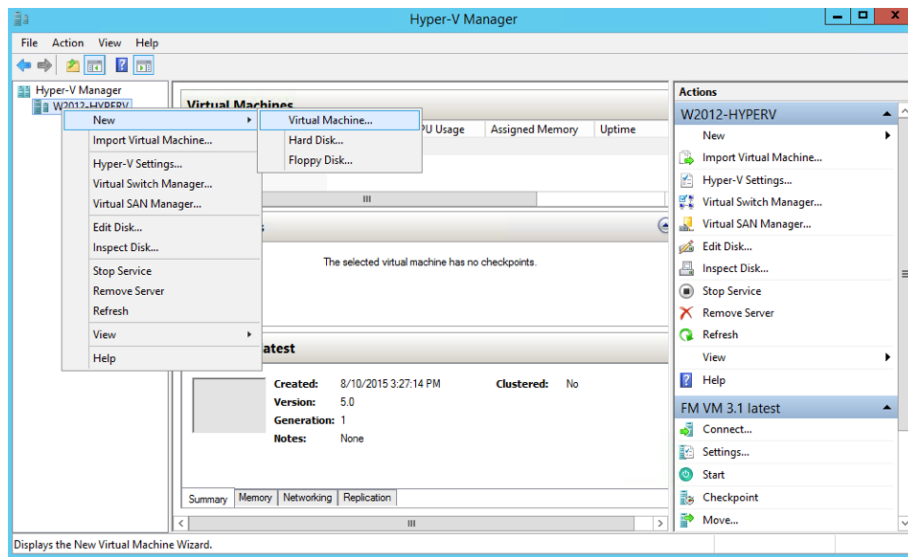 Hyper-V Manager
File Action View Help
Hyper-V Manager
W2012-HYPERV
New
Import Virtual Machine...
Hyper-V Settings...
Virtual Switch Manager...
Virtual SAN Manager...
Edit Disk...
Inspect Disk...
Stop Service
Remove Server
Refresh
View
Help
Virtual Machine...
Hard Disk...
Floppy Disk...
Virtual Machines
PU Usage Assigned Memory Uptime
The selected virtual machine has no checkpoints.
atest
Created: 8/10/2015 3:27:14 PM Clustered: No
Version: 5.0
Generation: 1
Notes: None
Summary Memory Networking Replication
Actions
W2012-HYPERV
New
Import Virtual Machine...
Hyper-V Settings...
Virtual Switch Manager...
Virtual SAN Manager...
Edit Disk...
Inspect Disk...
Stop Service
Remove Server
Refresh
View
Help
FM VM 3.1 latest
Connect...
Settings...
Start
Checkpoint
Move...
Displays the New Virtual Machine Wizard.